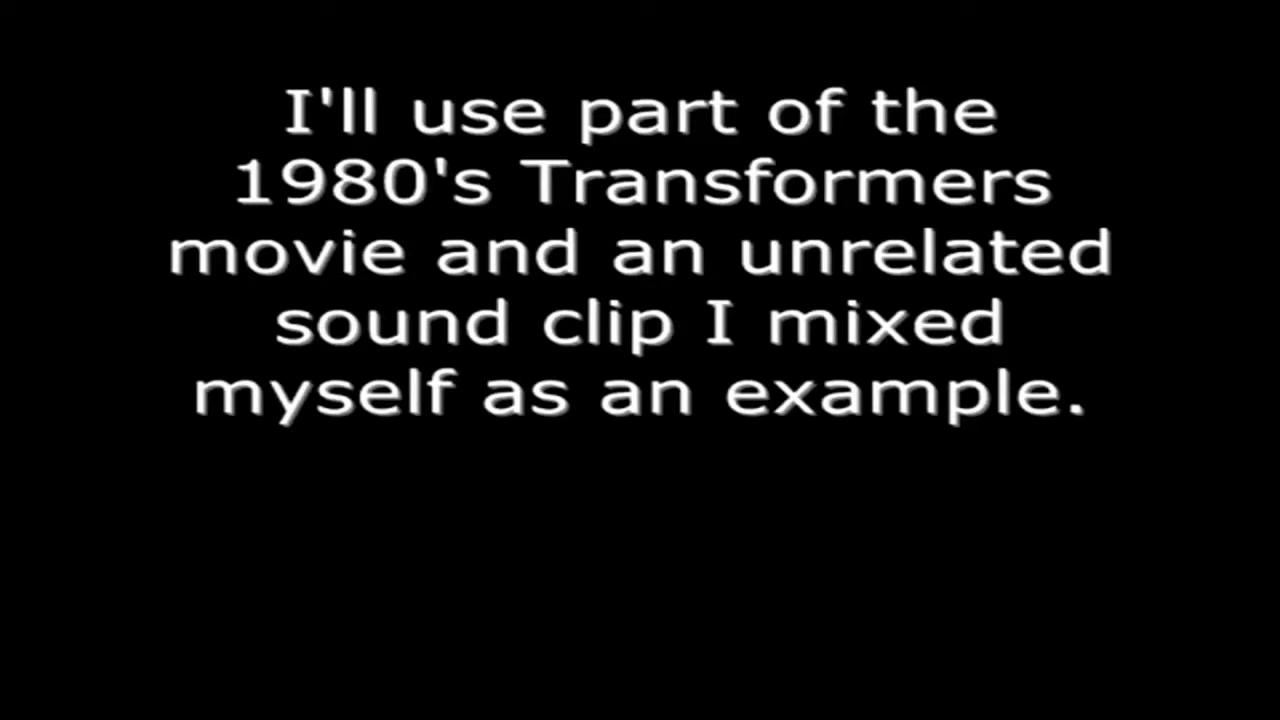 I'll use part of the
1980's Transformers
movie and an unrelated
sound clip I mixed
myself as an example.